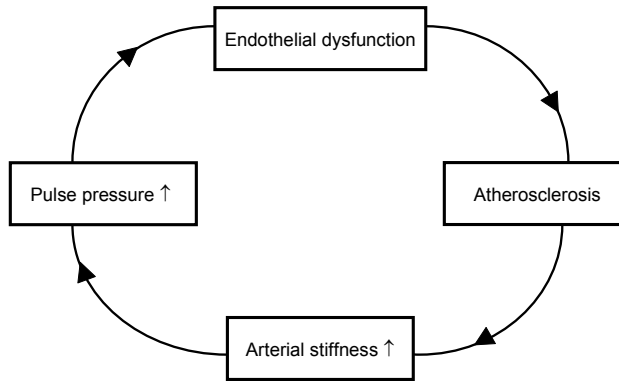 Endothelial dysfunction
Pulse pressure ↑
Atherosclerosis
Arterial stiffness ↑